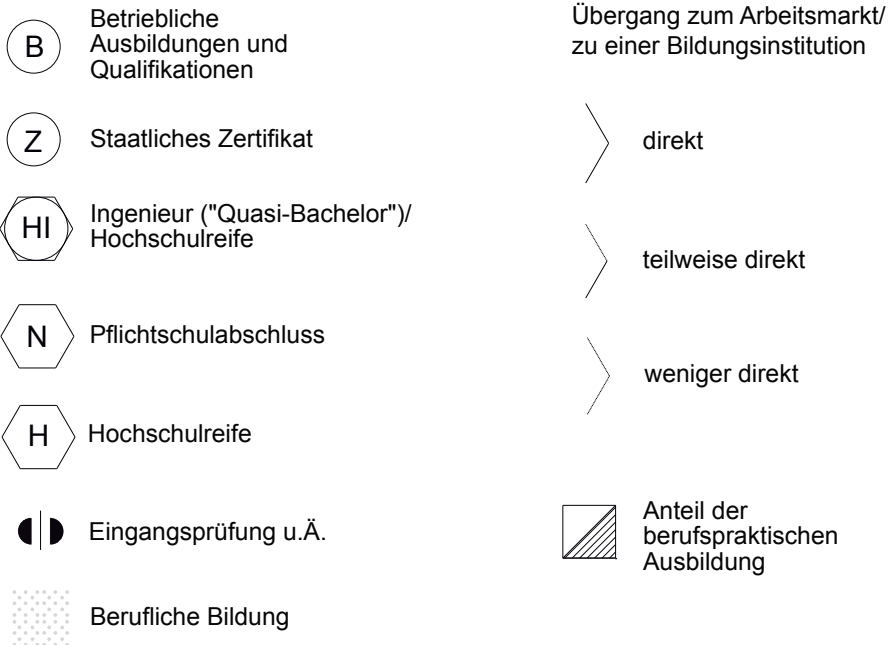 B
Betriebliche
Ausbildungen und
Qualifikationen
Z
Staatliches Zertifikat
HI
Ingenieur ("Quasi-Bachelor")/
Hochschulreife
N
Pflichtschulabschluss
H
Hochschulreife
Eingangsprüfung u.Ä.
Berufliche Bildung
Übergang zum Arbeitsmarkt/
zu einer Bildungsinstitution
direkt
teilweise direkt
weniger direkt
Anteil der
berufspraktischen
Ausbildung